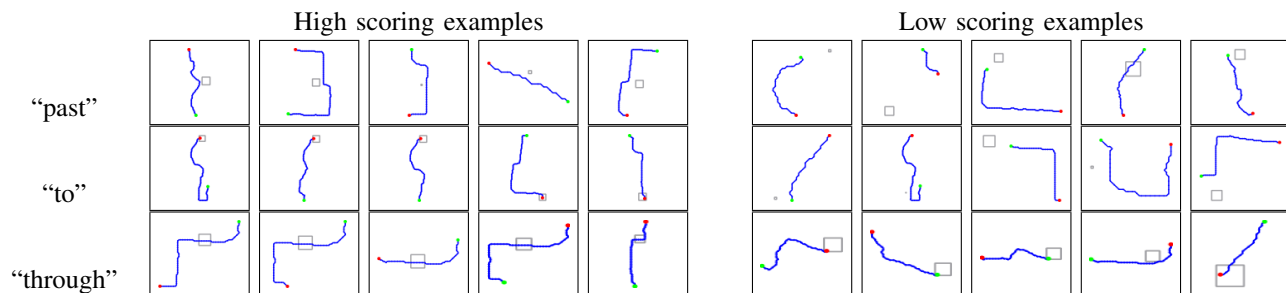 High scoring examples
Low scoring examples
“past”
“to”
“through”